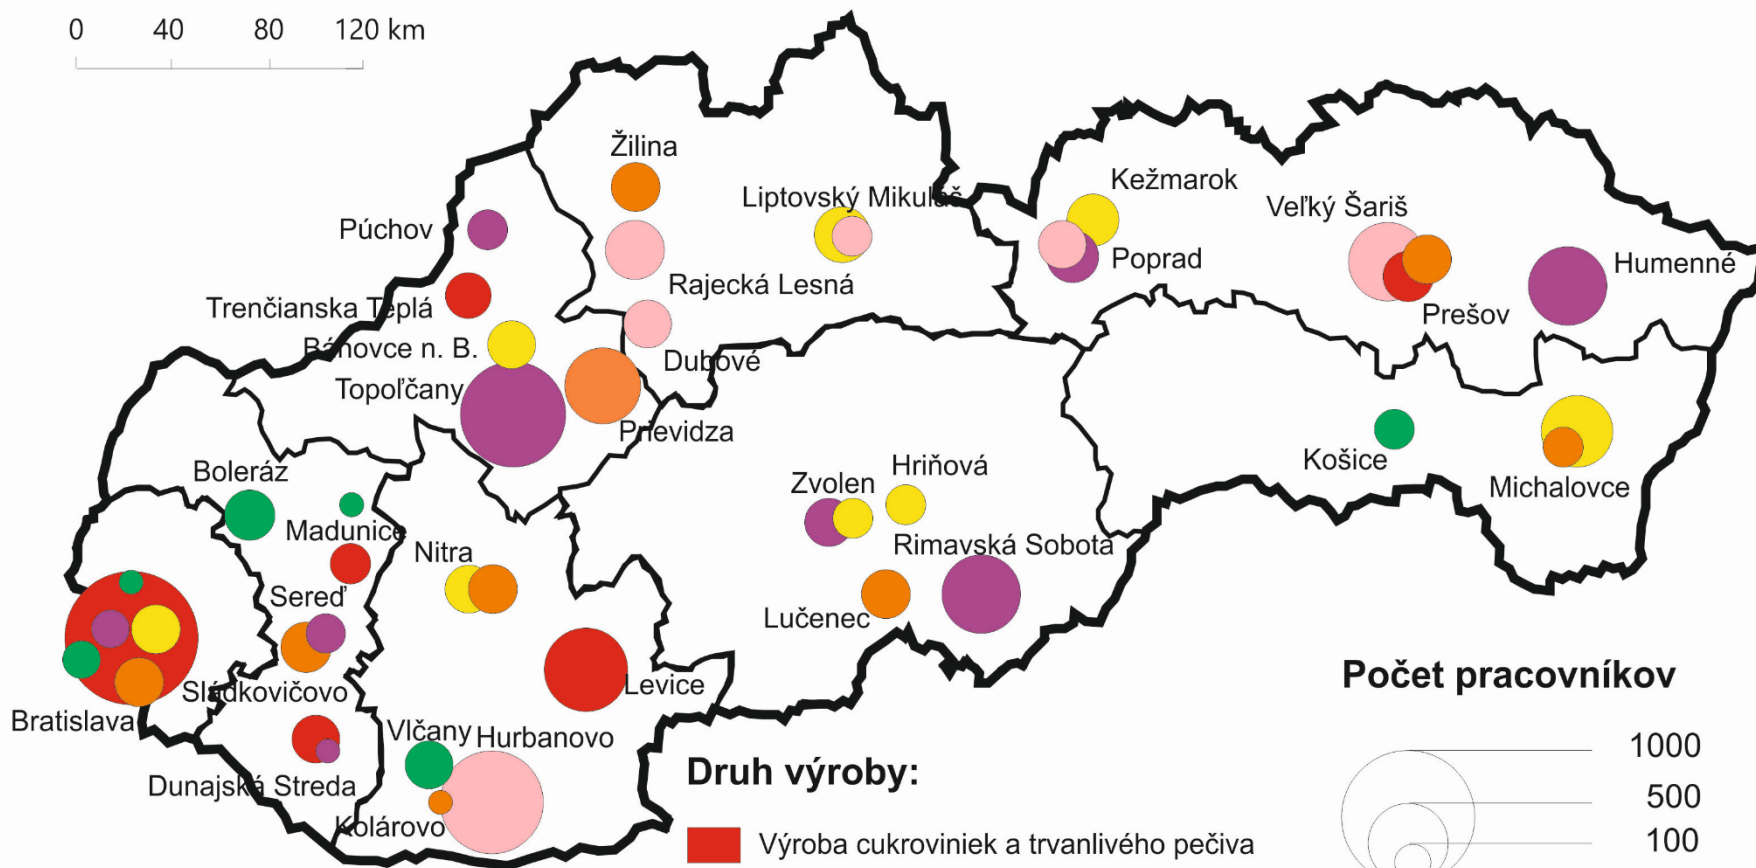 0 40 80 120 km
Žilina
Kežmarok
Liptovský Mikuláš
Veľký Šariš
Púchov
Poprad
Humenné
Rajecká Lesná
Trenčianska Teplá
Prešov
Bánovce n. B.
Dubové
Topoľčany
Prievidza
Košice
Michalovce
Boleráz
Hriňová
Zvolen
Madunice
Nitra
Rimavská Sobota
Sereď
Lučenec
Sládkovičovo
Levice
Bratislava
Vlčany
Hurbanovo
Dunajská Streda
Kolárovo
Počet pracovníkov
1000
500
100
Druh výroby:
Výroba cukroviniek a trvanlivého pečiva